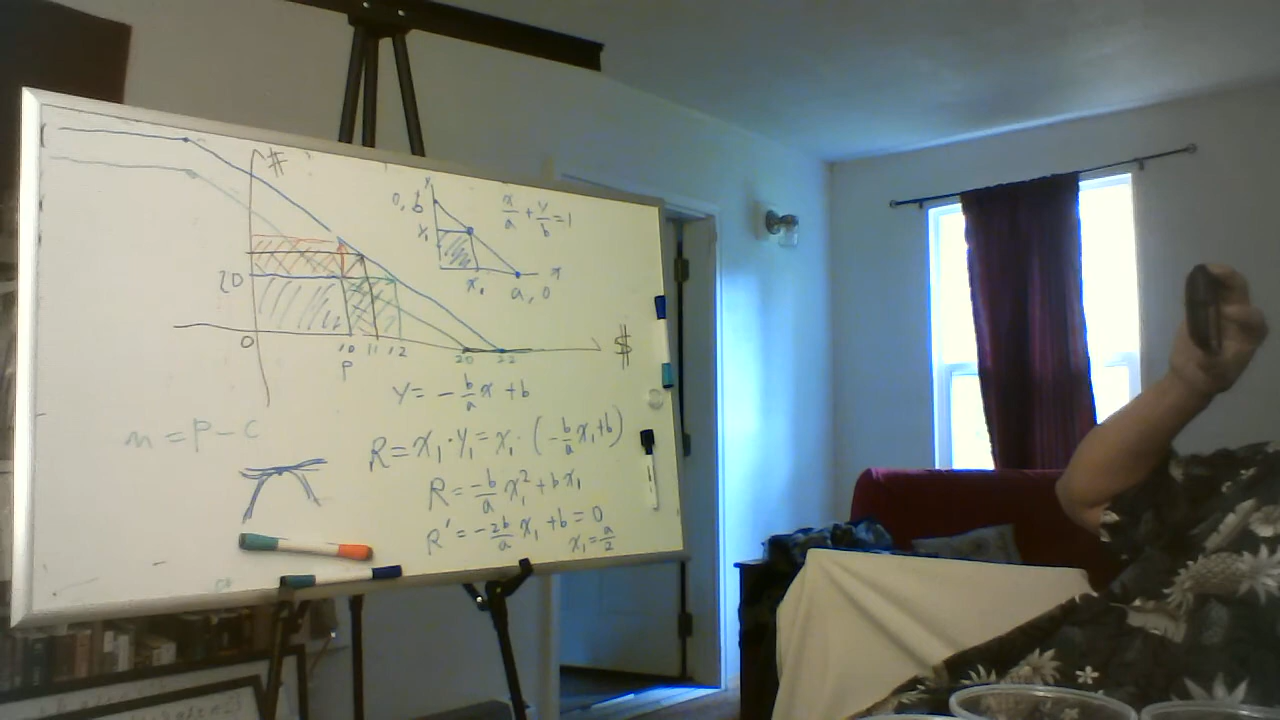 $
0, b
y
y₁
x/a + y/b = 1
x
x₁
a, 0
20
0
10 11 12
20 22
$
P
y = -b/a x + b
m = P - C
R = x₁ · y₁ = x₁ · (-b/a x₁ + b)
R = -b/a x₁² + b x₁
R' = -2b/a x₁ + b = 0
x₁ = a/2